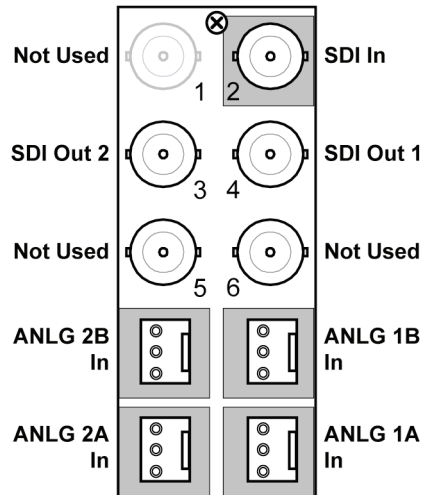 Not Used
SDI In
1
2
SDI Out 2
SDI Out 1
3
4
Not Used
Not Used
5
6
ANLG 2B
In
ANLG 1B
In
ANLG 2A
In
ANLG 1A
In